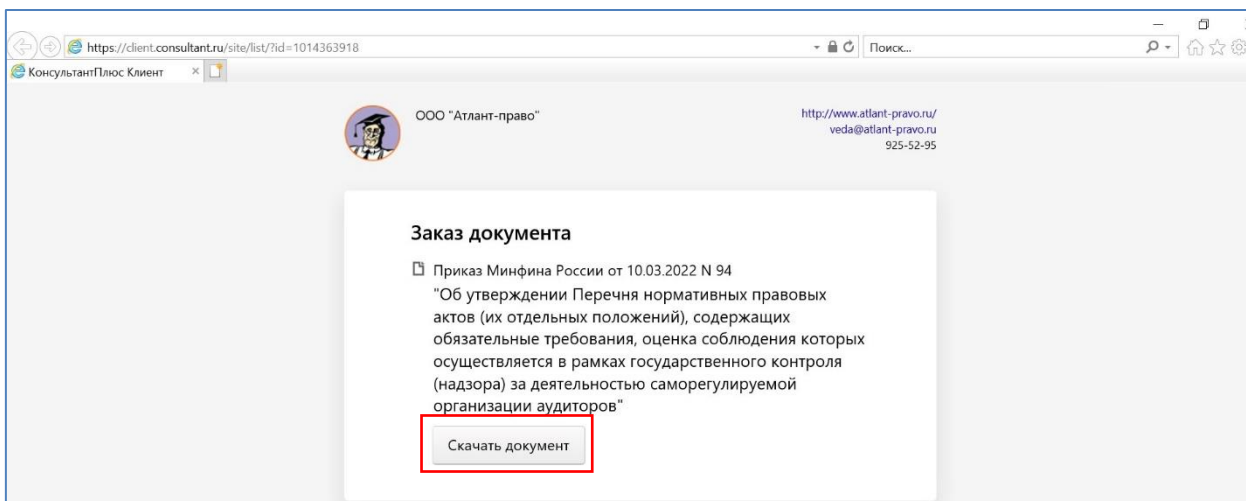 https://client.consultant.ru/site/list/?id=1014363918
Поиск...
КонсультантПлюс Клиент
ООО "Атлант-право"
http://www.atlant-pravo.ru/
veda@atlant-pravo.ru
925-52-95
Заказ документа
Приказ Минфина России от 10.03.2022 N 94
"Об утверждении Перечня нормативных правовых
актов (их отдельных положений), содержащих
обязательные требования, оценка соблюдения которых
осуществляется в рамках государственного контроля
(надзора) за деятельностью саморегулируемой
организации аудиторов"
Скачать документ